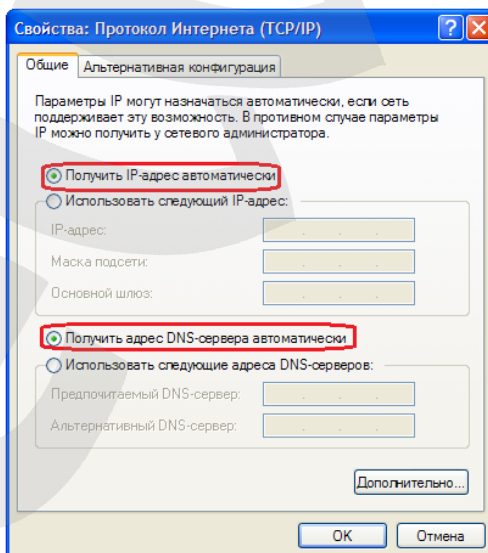 Свойства: Протокол Интернета (TCP/IP)
Общие
Альтернативная конфигурация
Параметры IP могут назначаться автоматически, если сеть
поддерживает эту возможность. В противном случае параметры
IP можно получить у сетевого администратора.
Получить IP-адрес автоматически
Использовать следующий IP-адрес:
IP-адрес:
Маска подсети:
Основной шлюз:
Получить адрес DNS-сервера автоматически
Использовать следующие адреса DNS-серверов:
Предпочитаемый DNS-сервер:
Альтернативный DNS-сервер:
Дополнительно...
OK
Отмена